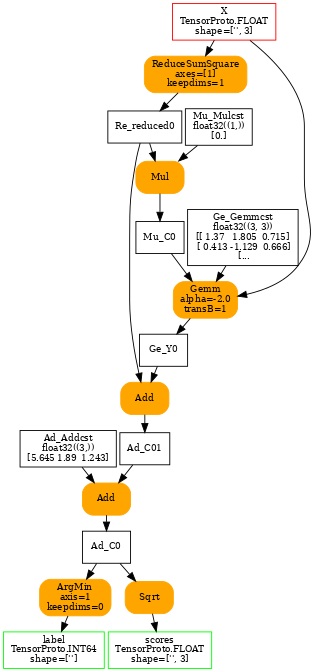 X
TensorProto.FLOAT
shape=['', 3]
ReduceSumSquare
axes=[1]
keepdims=1
Re_reduced0
Mu_Mulcst
float32((1,))
[0.]
Mul
Mu_C0
Ge_Gemmcst
float32((3, 3))
[[ 1.37   1.805  0.715]
[ 0.413 -1.129  0.666]
[...
Gemm
alpha=-2.0
transB=1
Ge_Y0
Add
Ad_Addcst
float32((3,))
[5.645 1.89  1.243]
Ad_C01
Add
Ad_C0
ArgMin
axis=1
keepdims=0
Sqrt
label
TensorProto.INT64
shape=['']
scores
TensorProto.FLOAT
shape=['', 3]